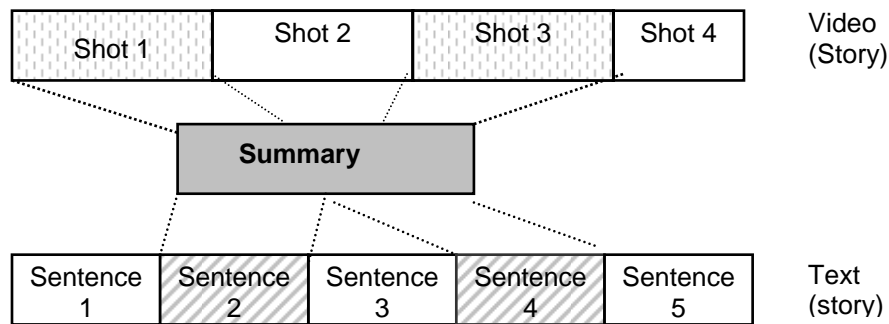 Shot 1
Shot 2
Shot 3
Shot 4
Video
(Story)
Summary
Sentence
1
Sentence
2
Sentence
3
Sentence
4
Sentence
5
Text
(story)